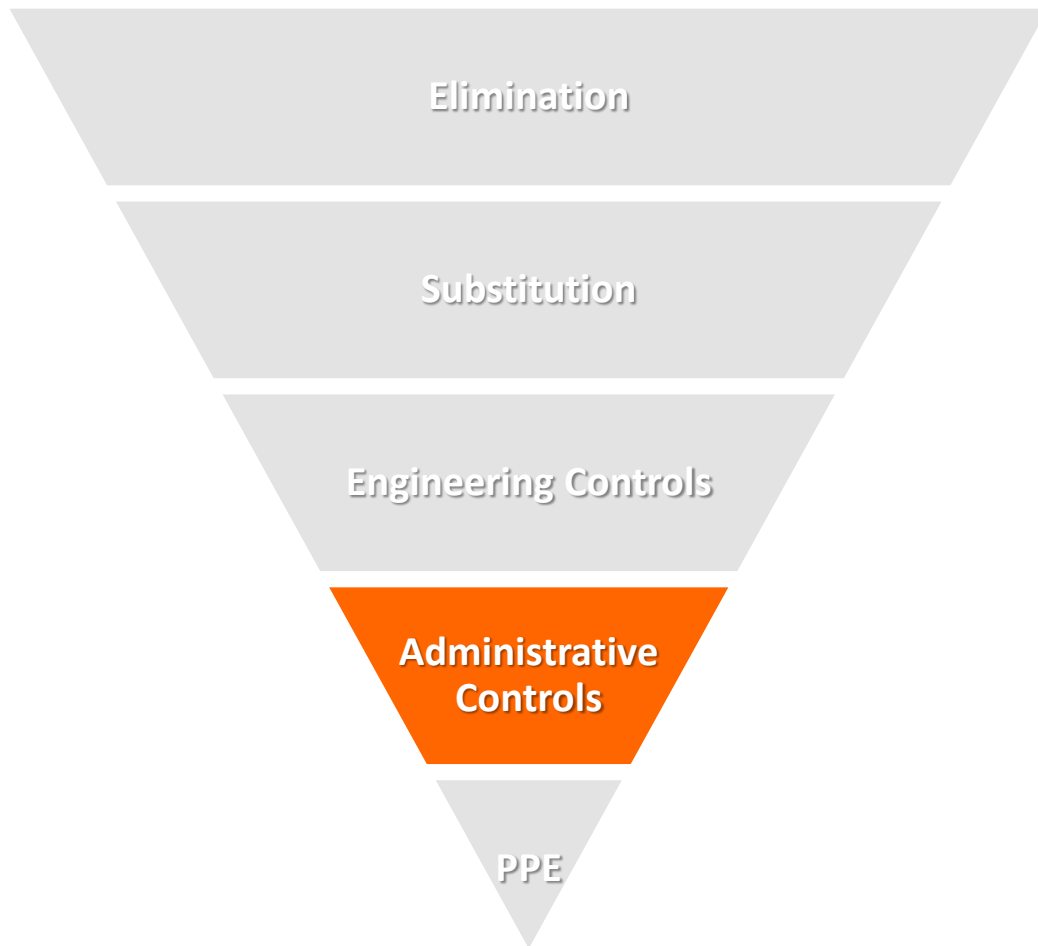 Elimination
Substitution
Engineering Controls
Administrative
Controls
PPE